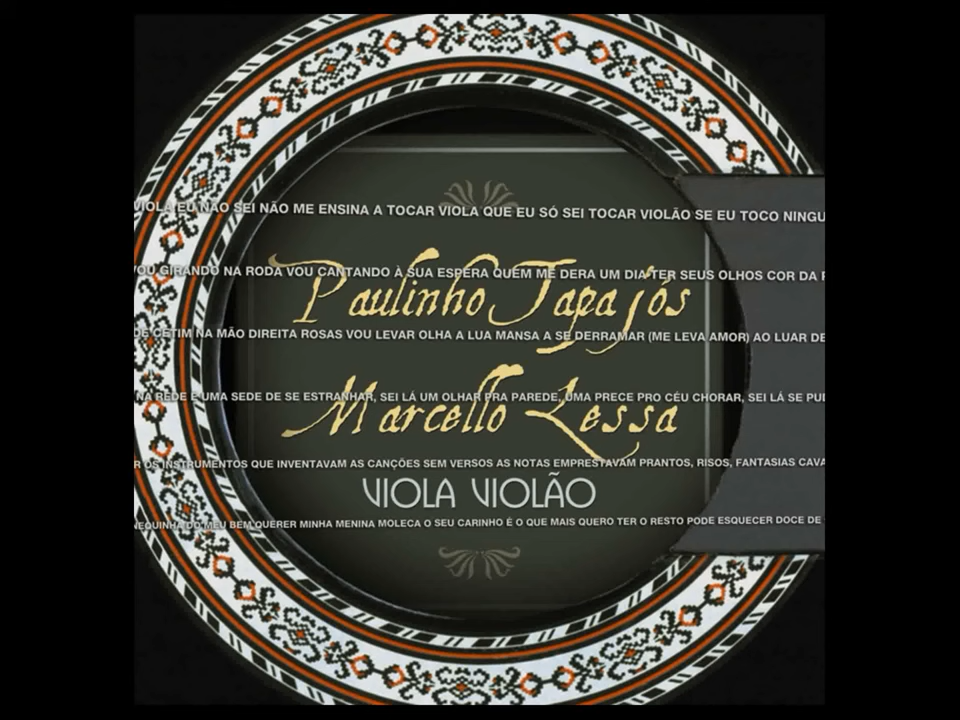 VIOLA EU NÃO SEI NÃO ME ENSINA A TOCAR VIOLA QUE EU SÓ SEI TOCAR VIOLÃO SE EU TOCO NINGU
VOU GIRANDO NA RODA VOU CANTANDO À SUA ESPERA QUEM ME DERA UM DIA TER SEUS OLHOS COR DA
Paulinho Tapajós
DE CETIM NA MÃO DIREITA ROSAS VOU LEVAR OLHA A LUA MANSA A SE DERRAMAR (ME LEVA AMOR) AO LUAR DE
Marcello Lessa
NA REDE E UMA SEDE DE SE ESTRANHAR, SEI LÁ UM OLHAR PRA PAREDE, UMA PRECE PRO CÉU CHORAR, SEI LÁ SE PUL
R OS INSTRUMENTOS QUE INVENTAVAM AS CANÇÕES SEM VERSOS AS NOTAS EMPRESTAVAM PRANTOS, RISOS, FANTASIAS CAVA
VIOLA VIOLÃO
NEQUINHA DO MEU BEM QUERER MINHA MENINA MOLECA O SEU CARINHO É O QUE MAIS QUERO TER O RESTO PODE ESQUECER DOCE DE